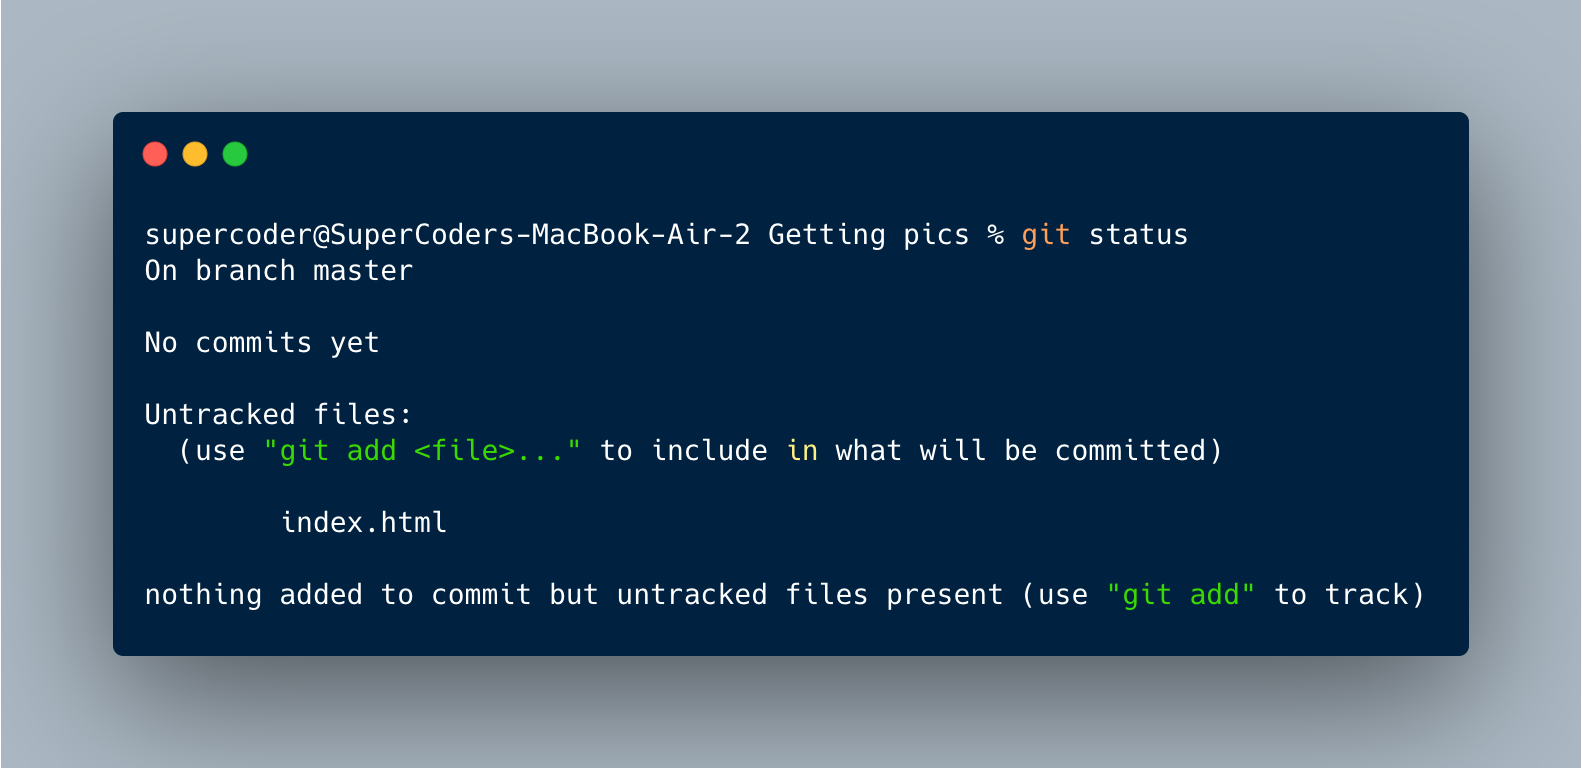 supercoder@SuperCoders-MacBook-Air-2 Getting pics % git status
On branch master
No commits yet
Untracked files:
(use "git add <file>..." to include in what will be committed)
index.html
nothing added to commit but untracked files present (use "git add" to track)